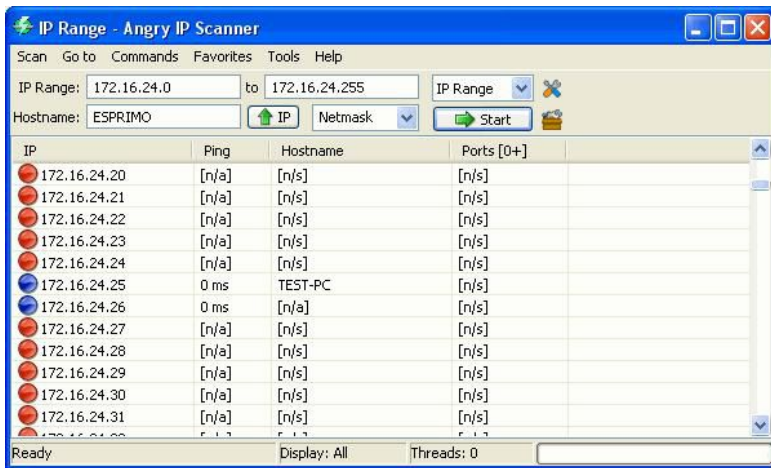 IP Range - Angry IP Scanner
Scan Go to Commands Favorites Tools Help
IP Range: 172.16.24.0 to 172.16.24.255 IP Range
Hostname: ESPRIMO IP Netmask Start
IP Ping Hostname Ports [0+]
172.16.24.20 [n/a] [n/s] [n/s]
172.16.24.21 [n/a] [n/s] [n/s]
172.16.24.22 [n/a] [n/s] [n/s]
172.16.24.23 [n/a] [n/s] [n/s]
172.16.24.24 [n/a] [n/s] [n/s]
172.16.24.25 0 ms TEST-PC [n/s]
172.16.24.26 0 ms [n/a] [n/s]
172.16.24.27 [n/a] [n/s] [n/s]
172.16.24.28 [n/a] [n/s] [n/s]
172.16.24.29 [n/a] [n/s] [n/s]
172.16.24.30 [n/a] [n/s] [n/s]
172.16.24.31 [n/a] [n/s] [n/s]
Ready Display: All Threads: 0